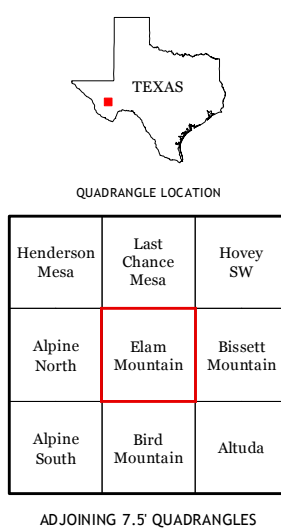 TEXAS
QUADRANGLE LOCATION
Henderson
Mesa
Last
Chance
Mesa
Hovey
SW
Alpine
North
Elam
Mountain
Bissett
Mountain
Alpine
South
Bird
Mountain
Altuda
ADJOINING 7.5' QUADRANGLES